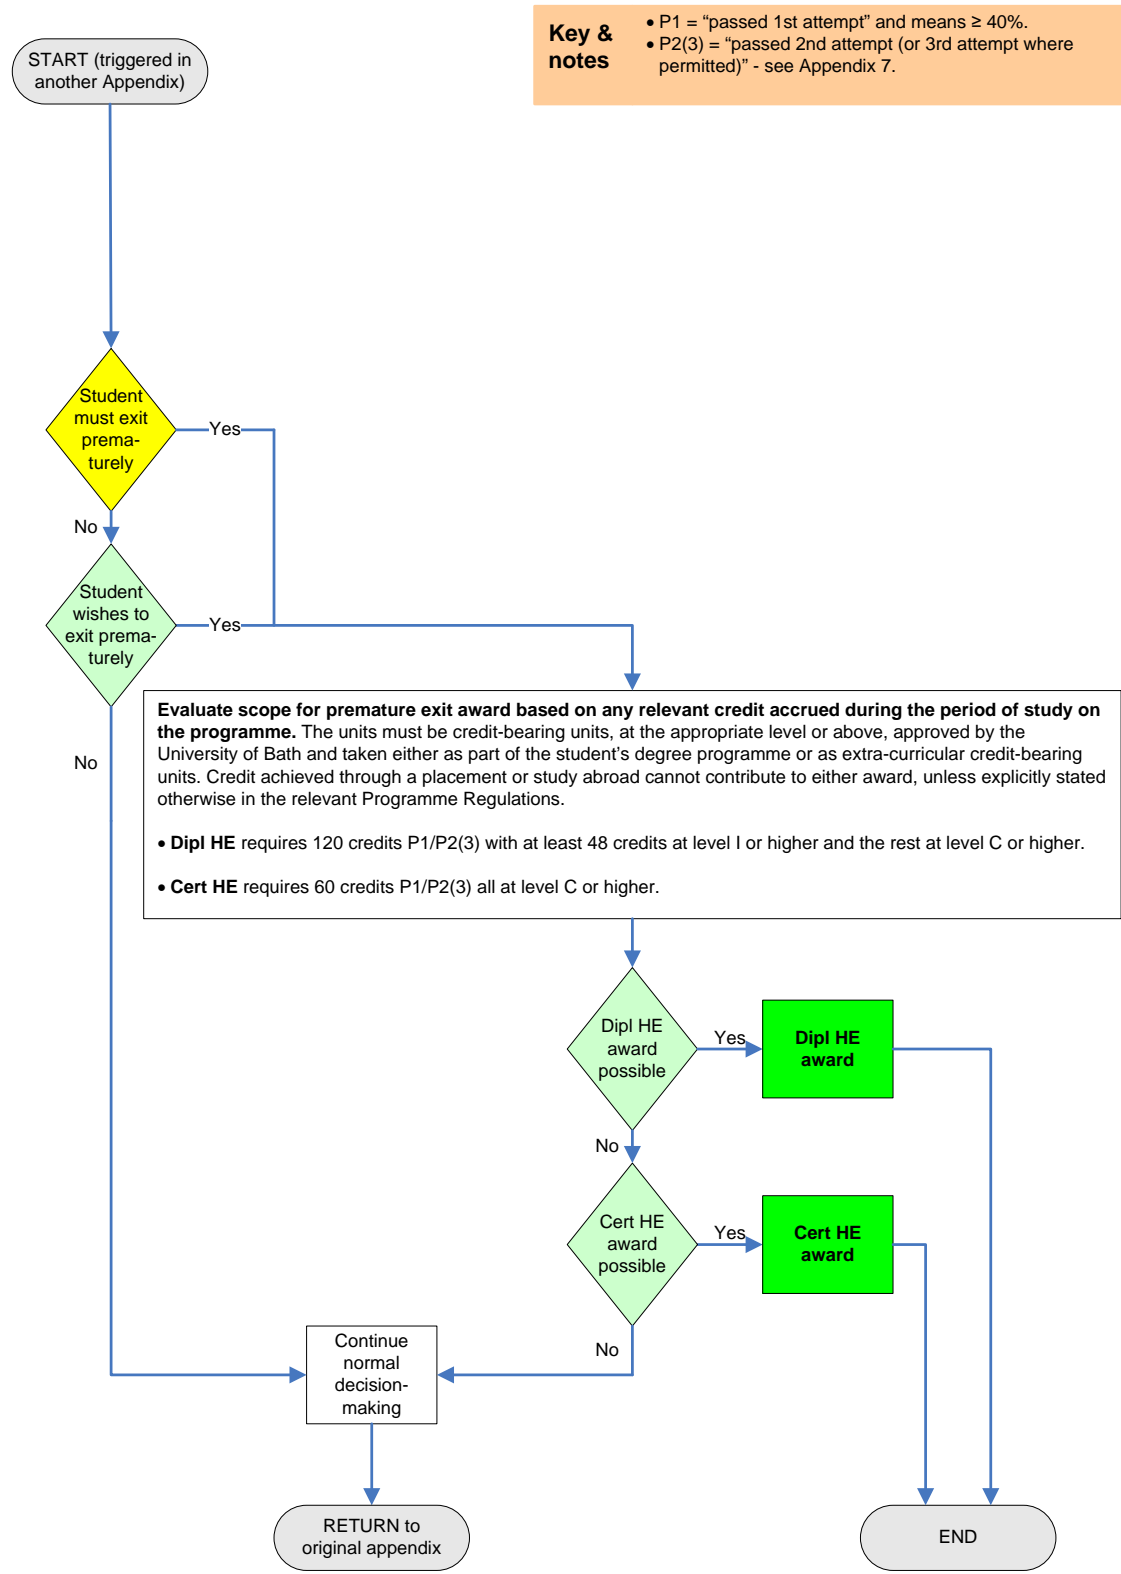 Key &
notes
• P1 = “passed 1st attempt” and means ≥ 40%.
• P2(3) = “passed 2nd attempt (or 3rd attempt where
permitted)” - see Appendix 7.
START (triggered in
another Appendix)
Student
must exit
prema-
turely
Yes
No
Student
wishes to
exit prema-
turely
Yes
No
Evaluate scope for premature exit award based on any relevant credit accrued during the period of study on
the programme. The units must be credit-bearing units, at the appropriate level or above, approved by the
University of Bath and taken either as part of the student’s degree programme or as extra-curricular credit-bearing
units. Credit achieved through a placement or study abroad cannot contribute to either award, unless explicitly stated
otherwise in the relevant Programme Regulations.
• Dipl HE requires 120 credits P1/P2(3) with at least 48 credits at level I or higher and the rest at level C or higher.
• Cert HE requires 60 credits P1/P2(3) all at level C or higher.
Dipl HE
award
possible
Yes
Dipl HE
award
No
Cert HE
award
possible
Yes
Cert HE
award
No
Continue
normal
decision-
making
RETURN to
original appendix
END